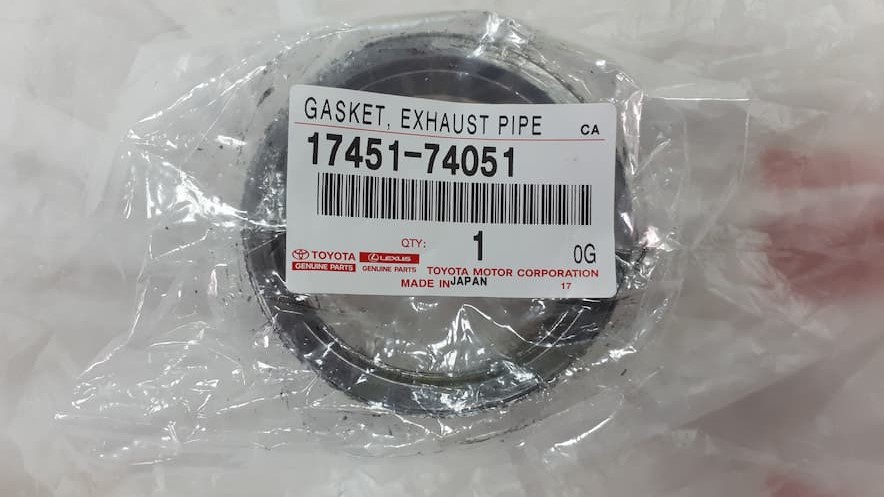 GASKET, EXHAUST PIPE CA
17451-74051
QTY: 1 0G
TOYOTA LEXUS
GENUINE PARTS GENUINE PARTS TOYOTA MOTOR CORPORATION
MADE IN JAPAN 17